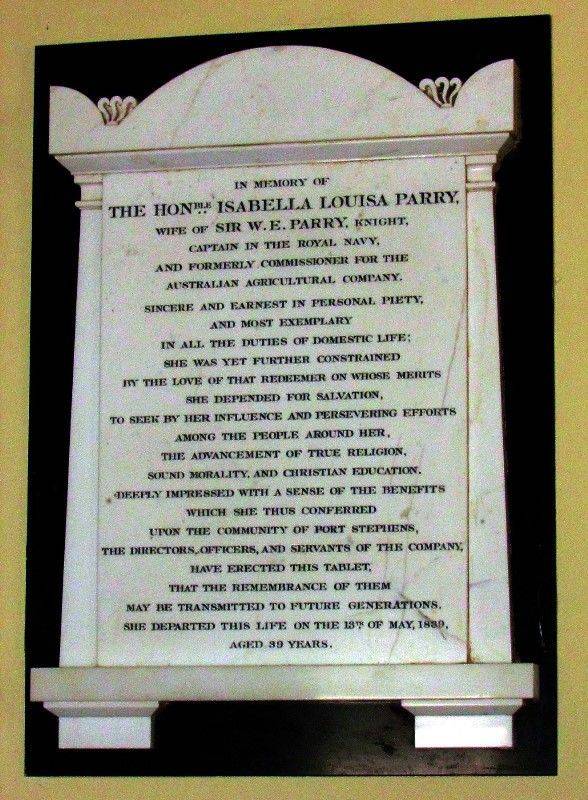 IN MEMORY OF
THE HONBLE ISABELLA LOUISA PARRY,
WIFE OF SIR W. E. PARRY, KNIGHT,
CAPTAIN IN THE ROYAL NAVY,
AND FORMERLY COMMISSIONER FOR THE
AUSTRALIAN AGRICULTURAL COMPANY.
SINCERE AND EARNEST IN PERSONAL PIETY,
AND MOST EXEMPLARY
IN ALL THE DUTIES OF DOMESTIC LIFE;
SHE WAS YET FURTHER CONSTRAINED
BY THE LOVE OF THAT REDEEMER ON WHOSE MERITS
SHE DEPENDED FOR SALVATION,
TO SEEK BY HER INFLUENCE AND PERSEVERING EFFORTS
AMONG THE PEOPLE AROUND HER,
THE ADVANCEMENT OF TRUE RELIGION,
SOUND MORALITY, AND CHRISTIAN EDUCATION.
DEEPLY IMPRESSED WITH A SENSE OF THE BENEFITS
WHICH SHE THUS CONFERRED
UPON THE COMMUNITY OF PORT STEPHENS,
THE DIRECTORS, OFFICERS, AND SERVANTS OF THE COMPANY,
HAVE ERECTED THIS TABLET,
THAT THE REMEMBRANCE OF THEM
MAY BE TRANSMITTED TO FUTURE GENERATIONS.
SHE DEPARTED THIS LIFE ON THE 13TH OF MAY, 1839,
AGED 39 YEARS.